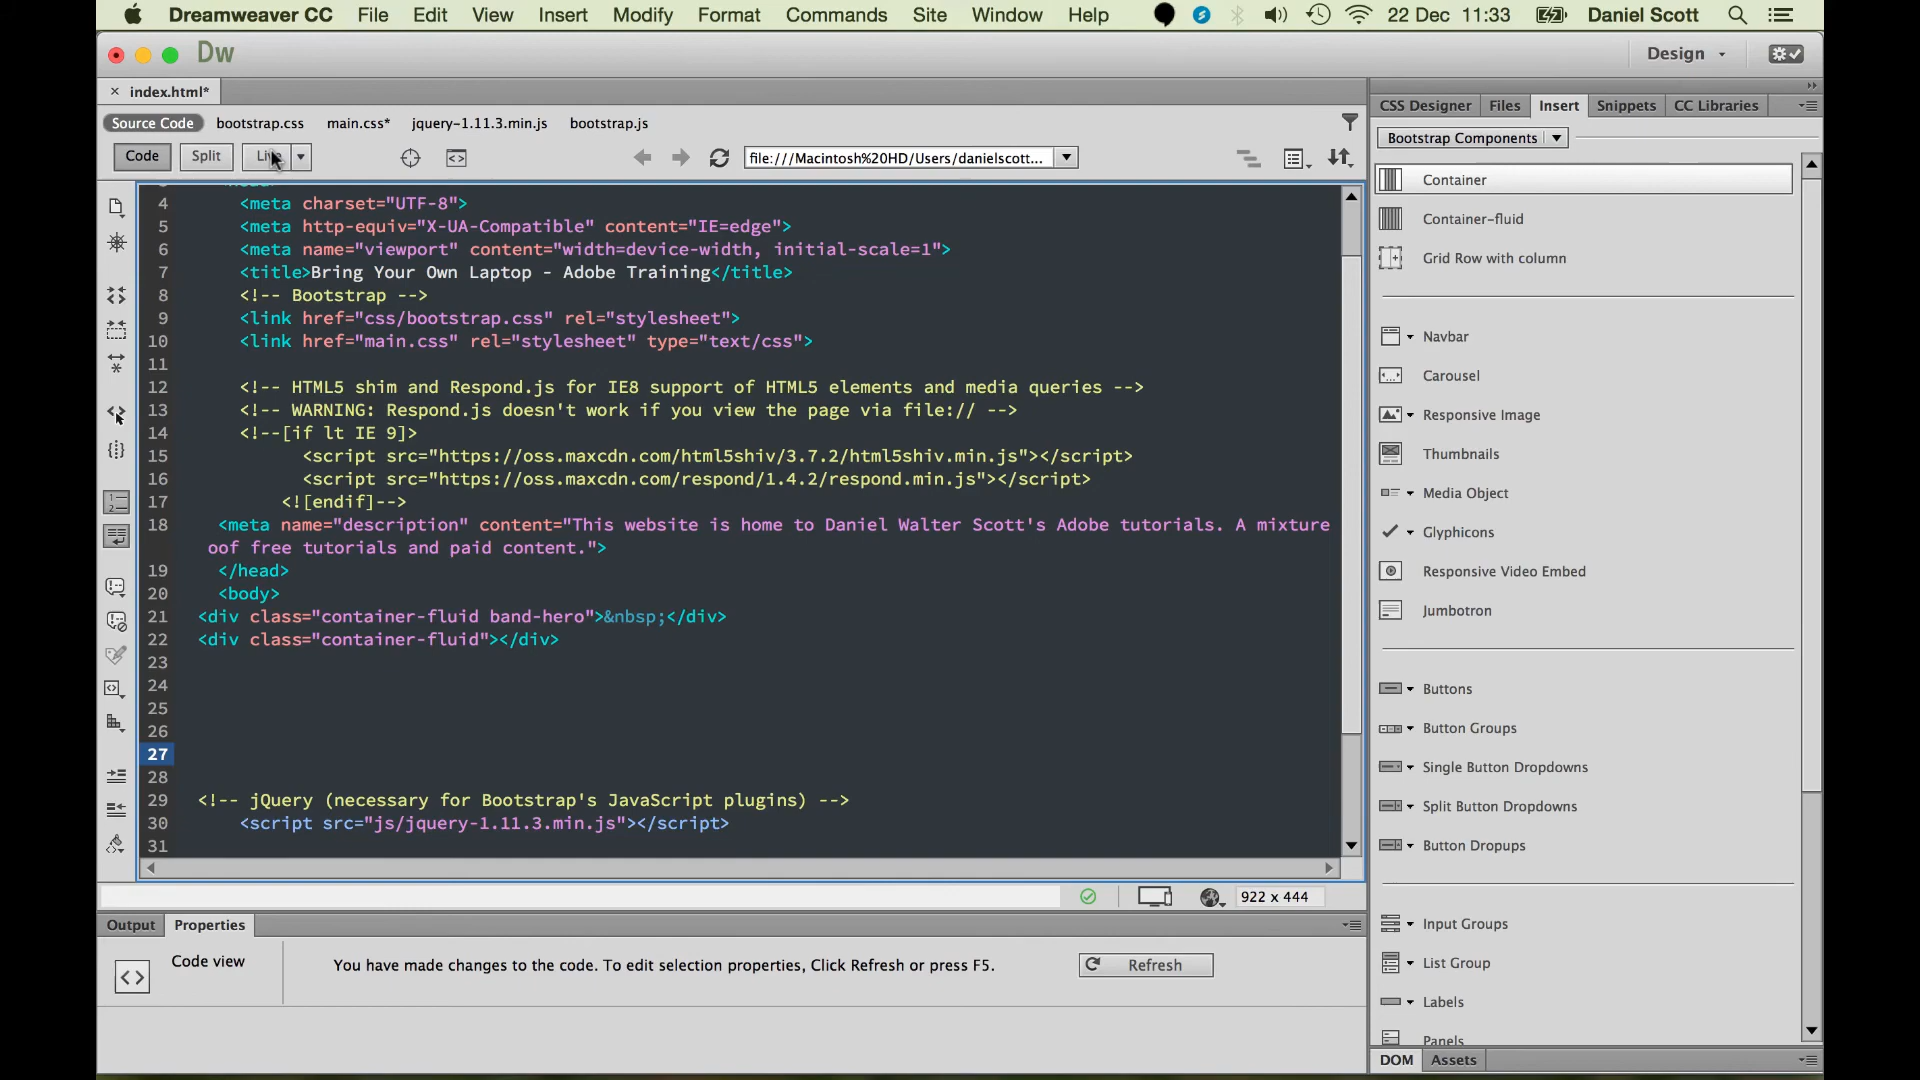 Dreamweaver CC File Edit View Insert Modify Format Commands Site Window Help 22 Dec 11:33 Daniel Scott
Dw Design
index.html*
Source Code bootstrap.css main.css* jquery-1.11.3.min.js bootstrap.js
Code Split file:///Macintosh%20HD/Users/danielscott...
4 <meta charset="UTF-8">
5 <meta http-equiv="X-UA-Compatible" content="IE=edge">
6 <meta name="viewport" content="width=device-width, initial-scale=1">
7 <title>Bring Your Own Laptop - Adobe Training</title>
8 <!-- Bootstrap -->
9 <link href="css/bootstrap.css" rel="stylesheet">
10 <link href="main.css" rel="stylesheet" type="text/css">
11
12 <!-- HTML5 shim and Respond.js for IE8 support of HTML5 elements and media queries -->
13 <!-- WARNING: Respond.js doesn't work if you view the page via file:// -->
14 <!--[if lt IE 9]>
15 <script src="https://oss.maxcdn.com/html5shiv/3.7.2/html5shiv.min.js"></script>
16 <script src="https://oss.maxcdn.com/respond/1.4.2/respond.min.js"></script>
17 <![endif]-->
18 <meta name="description" content="This website is home to Daniel Walter Scott's Adobe tutorials. A mixture
oof free tutorials and paid content.">
19 </head>
20 <body>
21 <div class="container-fluid band-hero">&nbsp;</div>
22 <div class="container-fluid"></div>
23
24
25
26
27
28
29 <!-- jQuery (necessary for Bootstrap's JavaScript plugins) -->
30 <script src="js/jquery-1.11.3.min.js"></script>
31
922 x 444
Output Properties
Code view
You have made changes to the code. To edit selection properties, Click Refresh or press F5.
Refresh
CSS Designer Files Insert Snippets CC Libraries
Bootstrap Components
Container
Container-fluid
Grid Row with column
Navbar
Carousel
Responsive Image
Thumbnails
Media Object
Glyphicons
Responsive Video Embed
Jumbotron
Buttons
Button Groups
Single Button Dropdowns
Split Button Dropdowns
Button Dropups
Input Groups
List Group
Labels
Panels
DOM Assets